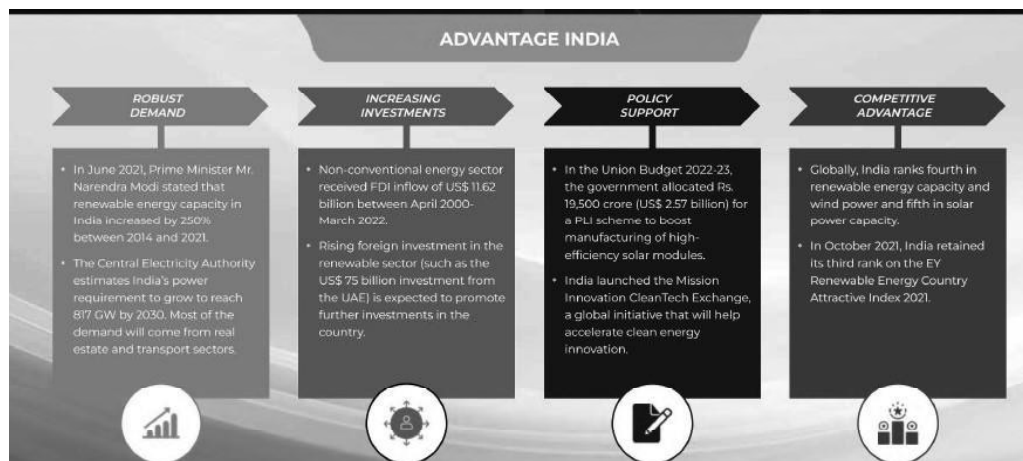 ADVANTAGE INDIA
ROBUST
DEMAND
• In June 2021, Prime Minister Mr.
Narendra Modi stated that
renewable energy capacity in
India increased by 250%
between 2014 and 2021.
• The Central Electricity Authority
estimates India's power
requirement to grow to reach
817 GW by 2030. Most of the
demand will come from real
estate and transport sectors.
INCREASING
INVESTMENTS
• Non-conventional energy sector
received FDI inflow of US$ 11.62
billion between April 2000-
March 2022.
• Rising foreign investment in the
renewable sector (such as the
US$ 75 billion investment from
the UAE) is expected to promote
further investments in the
country.
POLICY
SUPPORT
• In the Union Budget 2022-23,
the government allocated Rs.
19,500 crore (US$ 2.57 billion) for
a PLI scheme to boost
manufacturing of high-
efficiency solar modules.
• India launched the Mission
Innovation CleanTech Exchange,
a global initiative that will help
accelerate clean energy
innovation.
COMPETITIVE
ADVANTAGE
• Globally, India ranks fourth in
renewable energy capacity and
wind power and fifth in solar
power capacity.
• In October 2021, India retained
its third rank on the EY
Renewable Energy Country
Attractive Index 2021.